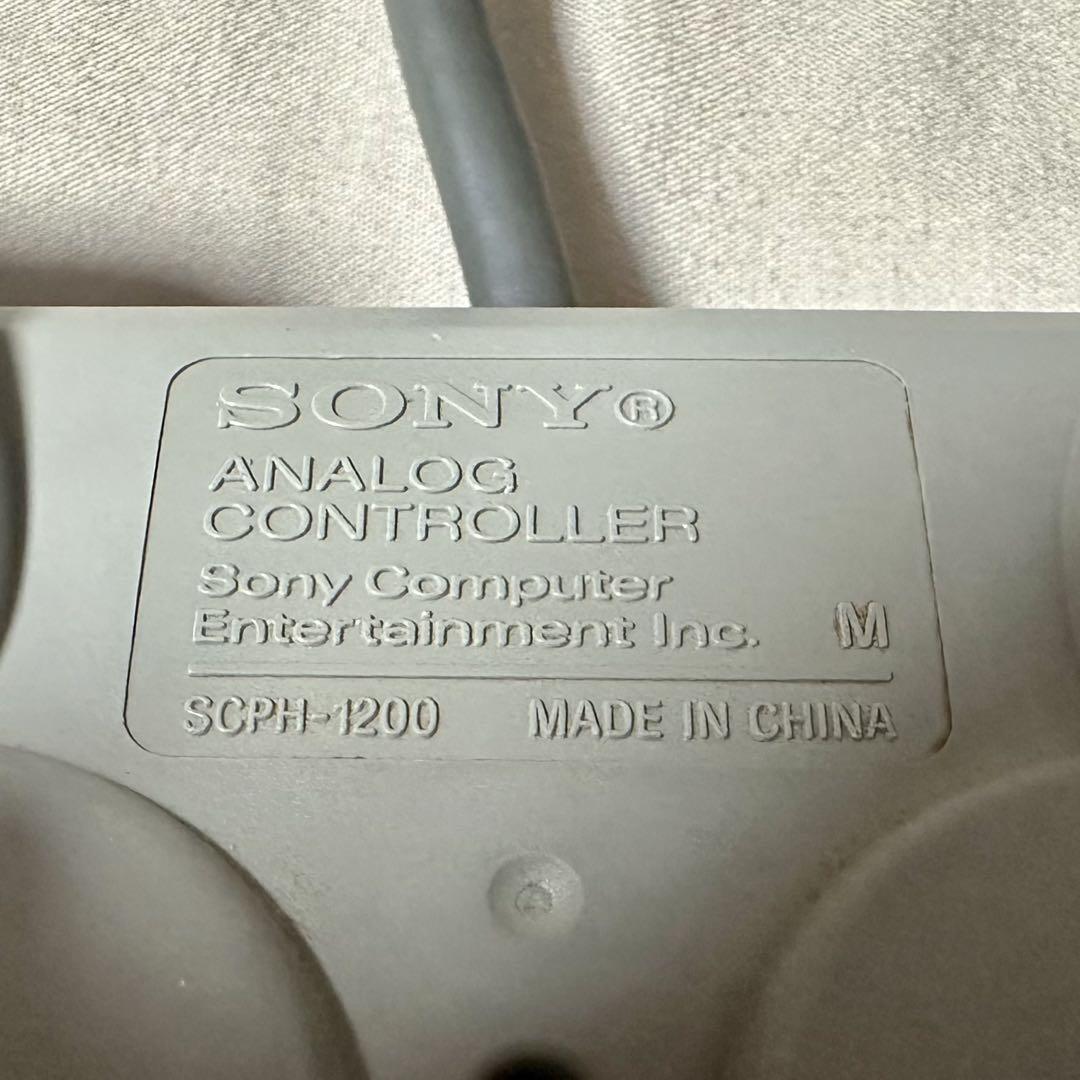 SONY®
ANALOG
CONTROLLER
Sony Computer
Entertainment Inc. M
SCPH-1200 MADE IN CHINA